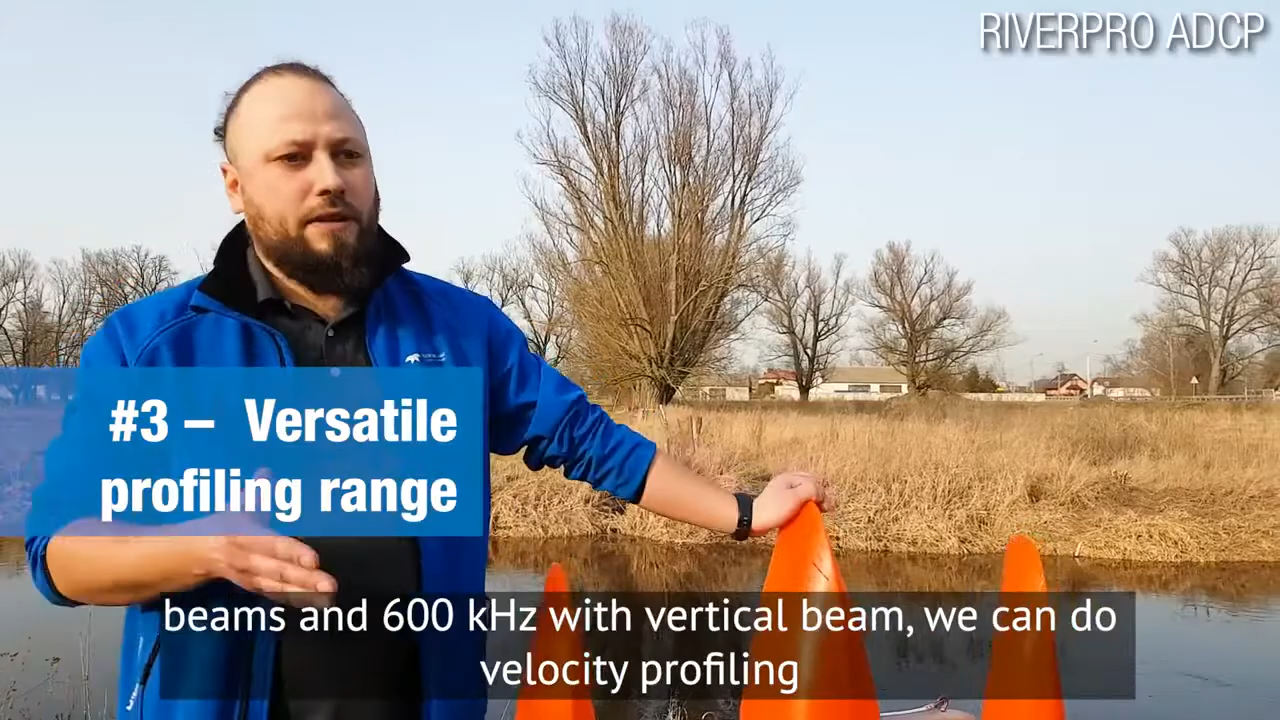 RIVERPRO ADCP
#3 – Versatile
profiling range
beams and 600 kHz with vertical beam, we can do
velocity profiling